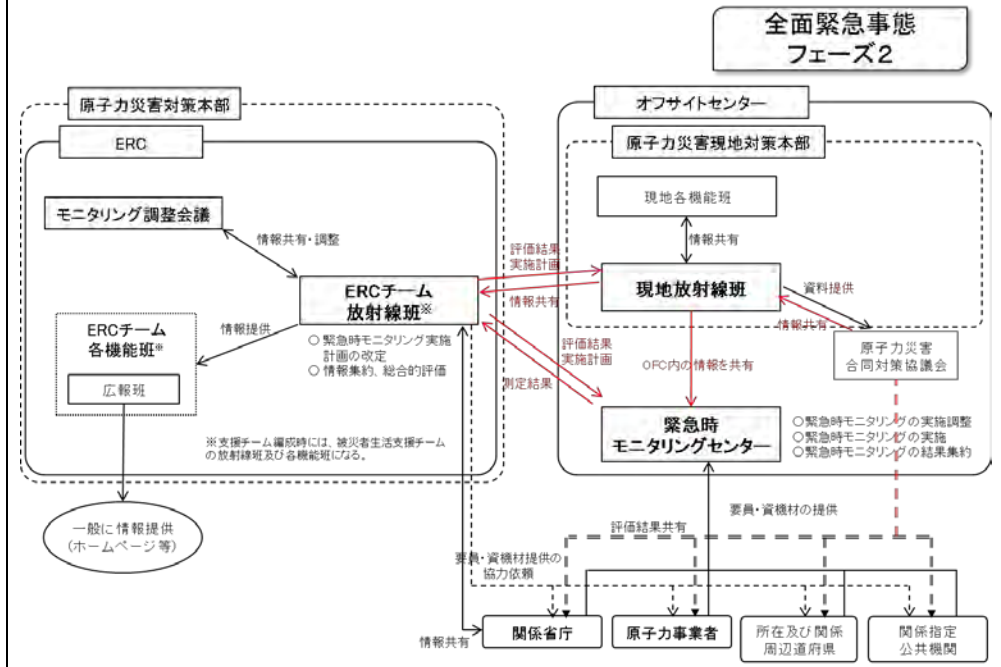 全面緊急事態
フェーズ2
原子力災害対策本部
ERC
モニタリング調整会議
情報共有・調整
ERCチーム
放射線班※
○ 緊急時モニタリング実施
計画の改定
○ 情報集約、総合的評価
情報提供
ERCチーム
各機能班※
広報班
※支援チーム編成時には、被災者生活支援チーム
の放射線班及び各機能班になる。
一般に情報提供
(ホームページ等)
オフサイトセンター
原子力災害現地対策本部
現地各機能班
情報共有
評価結果
実施計画
情報共有
現地放射線班
資料提供
情報共有
原子力災害
合同対策協議会
評価結果
実施計画
測定結果
OFC内の情報を共有
緊急時
モニタリングセンター
○緊急時モニタリングの実施調整
○緊急時モニタリングの実施
○緊急時モニタリングの結果集約
要員・資機材の提供
評価結果共有
要員・資機材提供の
協力依頼
情報共有
関係省庁
原子力事業者
所在及び関係
周辺道府県
関係指定
公共機関